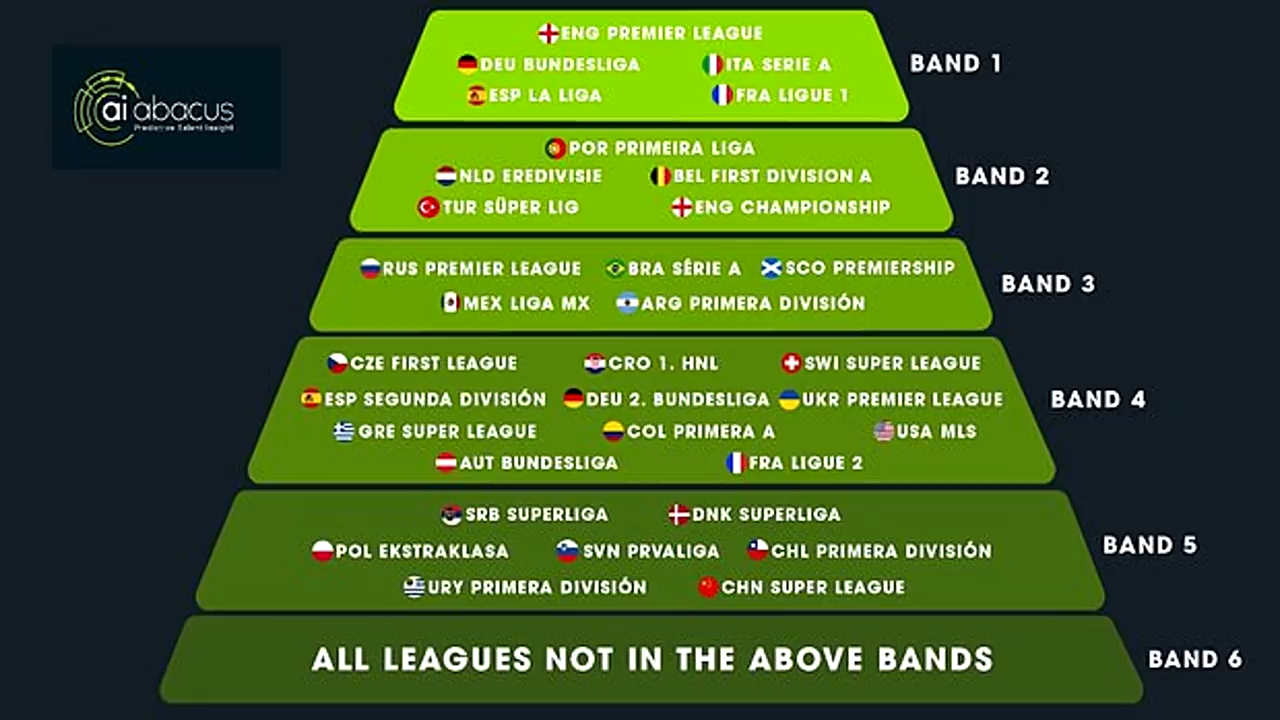 ai abacus
Predictive Talent Insight
ENG PREMIER LEAGUE
DEU BUNDESLIGA ITA SERIE A
ESP LA LIGA FRA LIGUE 1
BAND 1
POR PRIMEIRA LIGA
NLD EREDIVISIE BEL FIRST DIVISION A
TUR SÜPER LIG ENG CHAMPIONSHIP
BAND 2
RUS PREMIER LEAGUE BRA SÉRIE A SCO PREMIERSHIP
MEX LIGA MX ARG PRIMERA DIVISIÓN
BAND 3
CZE FIRST LEAGUE CRO 1. HNL SWI SUPER LEAGUE
ESP SEGUNDA DIVISIÓN DEU 2. BUNDESLIGA UKR PREMIER LEAGUE
GRE SUPER LEAGUE COL PRIMERA A USA MLS
AUT BUNDESLIGA FRA LIGUE 2
BAND 4
SRB SUPERLIGA DNK SUPERLIGA
POL EKSTRAKLASA SVN PRVALIGA CHL PRIMERA DIVISIÓN
URY PRIMERA DIVISIÓN CHN SUPER LEAGUE
BAND 5
ALL LEAGUES NOT IN THE ABOVE BANDS
BAND 6